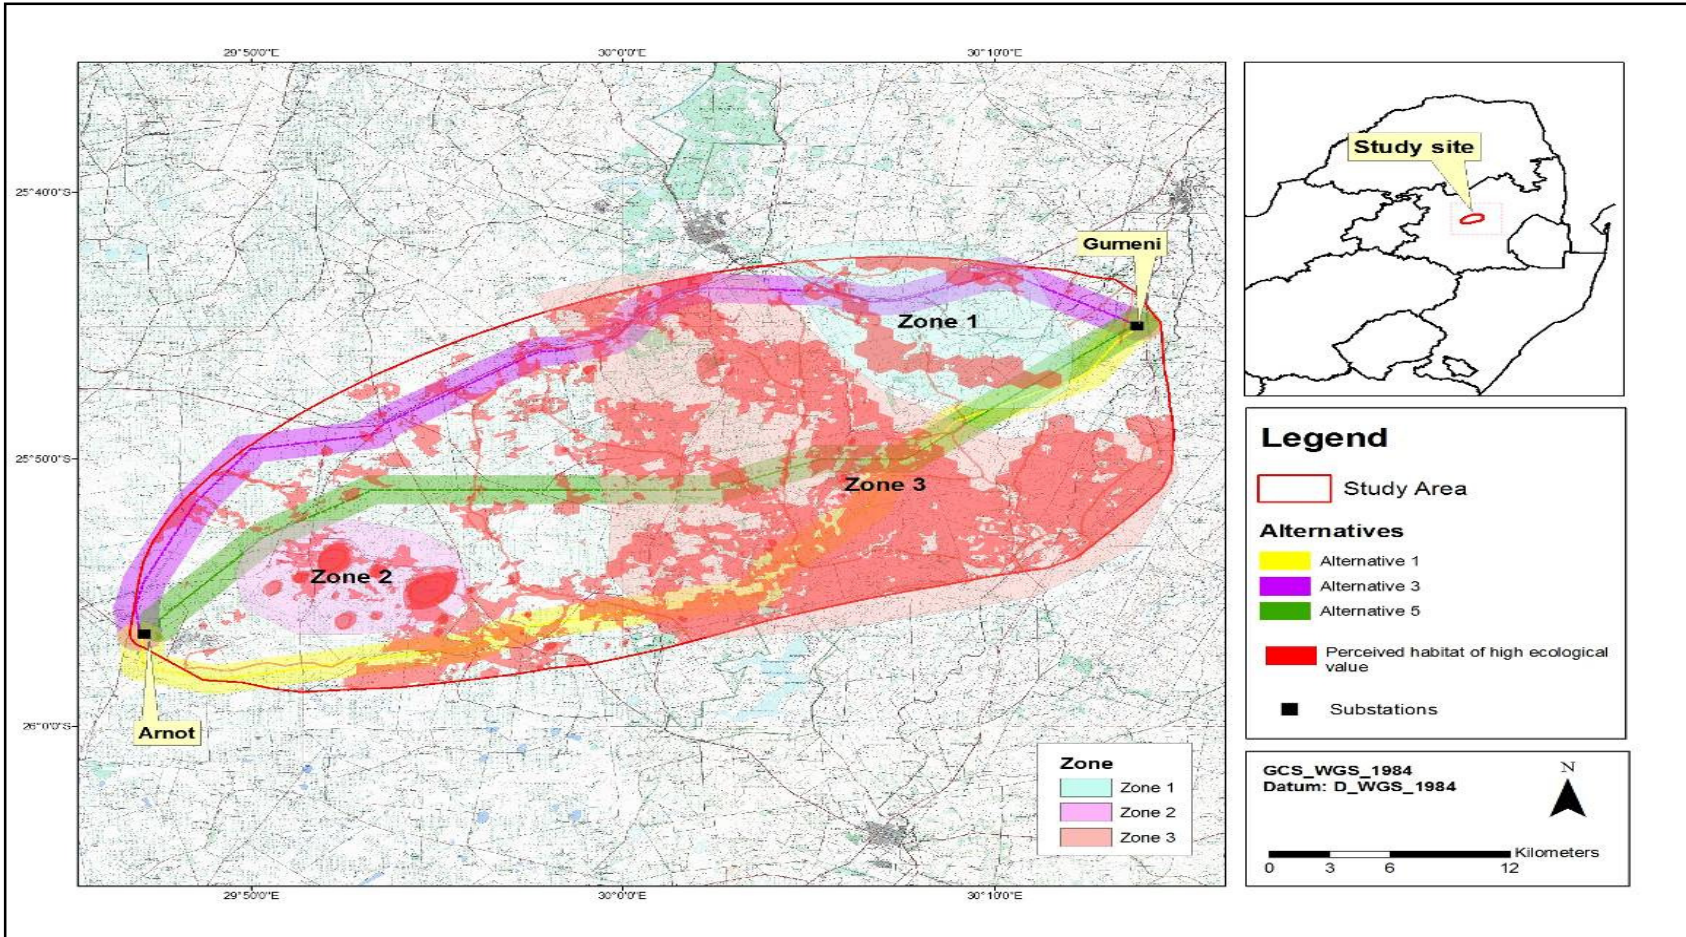 29°50'0"E
30°0'0"E
30°10'0"E
25°40'0"S
25°50'0"S
26°0'0"S
Gumeni
Zone 1
Zone 3
Zone 2
Arnot
Zone
Zone 1
Zone 2
Zone 3
29°50'0"E
30°0'0"E
30°10'0"E
Study site
Legend
Study Area
Alternatives
Alternative 1
Alternative 3
Alternative 5
Perceived habitat of high ecological
value
Substations
GCS_WGS_1984
Datum: D_WGS_1984
N
Kilometers
0 3 6 12